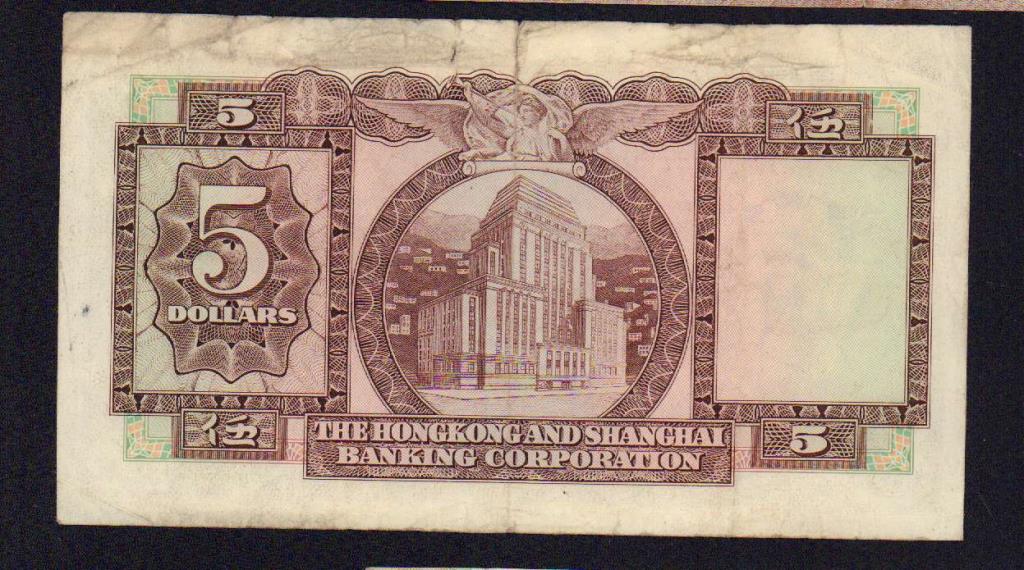 5
伍
5
DOLLARS
伍
THE HONGKONG AND SHANGHAI
BANKING CORPORATION
5